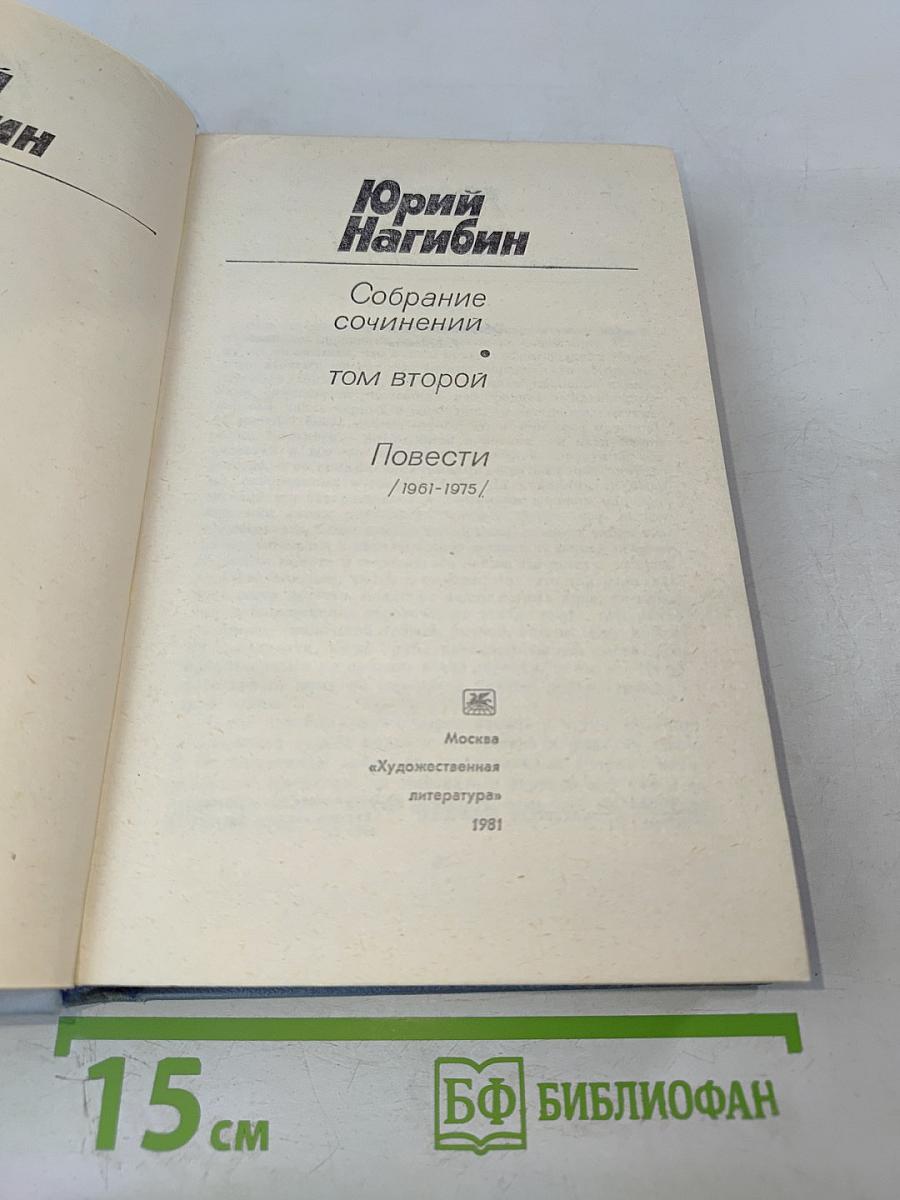 Юрий
Нагибин
Собрание
сочинений
•
том второй
Повести
/1961-1975/
Москва
«Художественная
литература»
1981
15 см
БФ БИБЛИОФАН